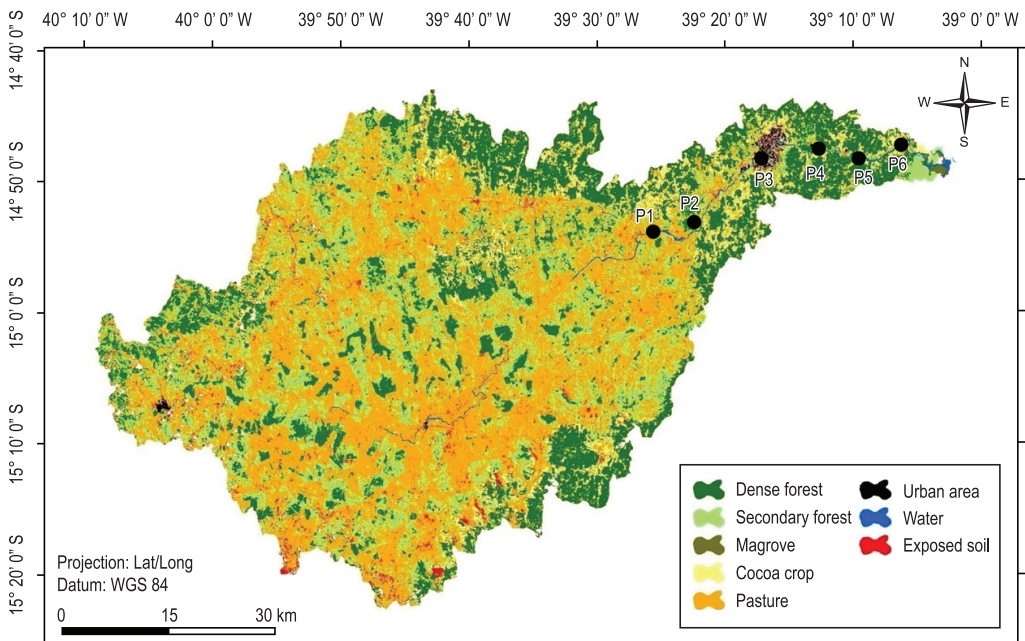 40° 10’ 0” W 40° 0’ 0” W 39° 50’ 0” W 39° 40’ 0” W 39° 30’ 0” W 39° 20’ 0” W 39° 10’ 0” W 39° 0’ 0” W
14° 40’ 0” S
14° 50’ 0” S
15° 0’ 0” S
15° 10’ 0” S
15° 20’ 0” S
N
W E
S
P1
P2
P3
P4
P5
P6
Projection: Lat/Long
Datum: WGS 84
0 15 30 km
Dense forest
Secondary forest
Magrove
Cocoa crop
Pasture
Urban area
Water
Exposed soil